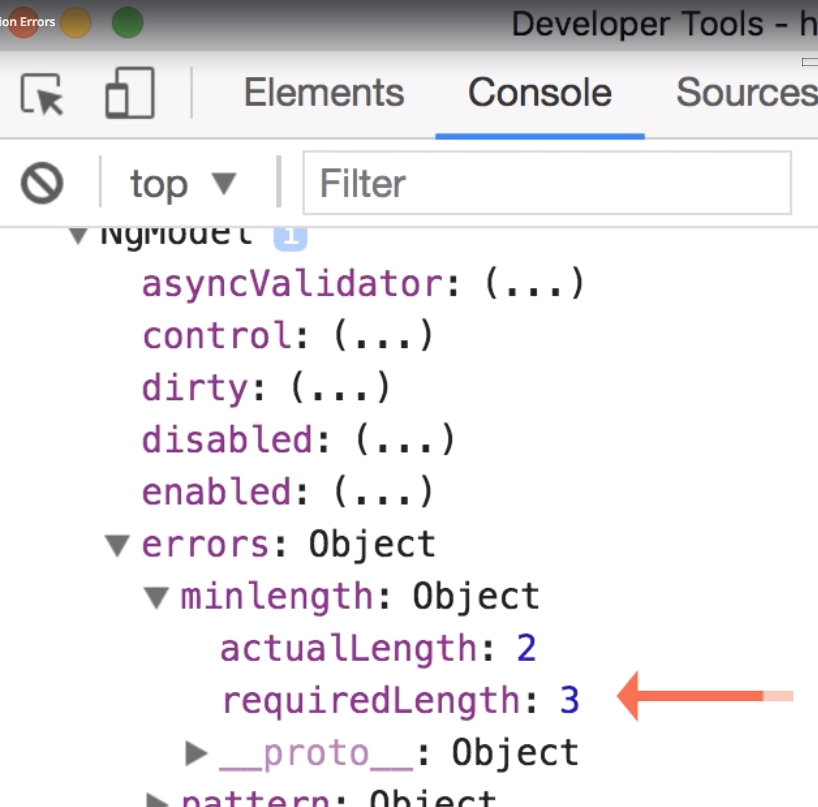 ion Errors
Developer Tools - h
Elements Console Sources
top ▼ Filter
▼ NgModel i
asyncValidator: (...)
control: (...)
dirty: (...)
disabled: (...)
enabled: (...)
▼ errors: Object
▼ minlength: Object
actualLength: 2
requiredLength: 3
▶ __proto__: Object
▶ pattern: Object